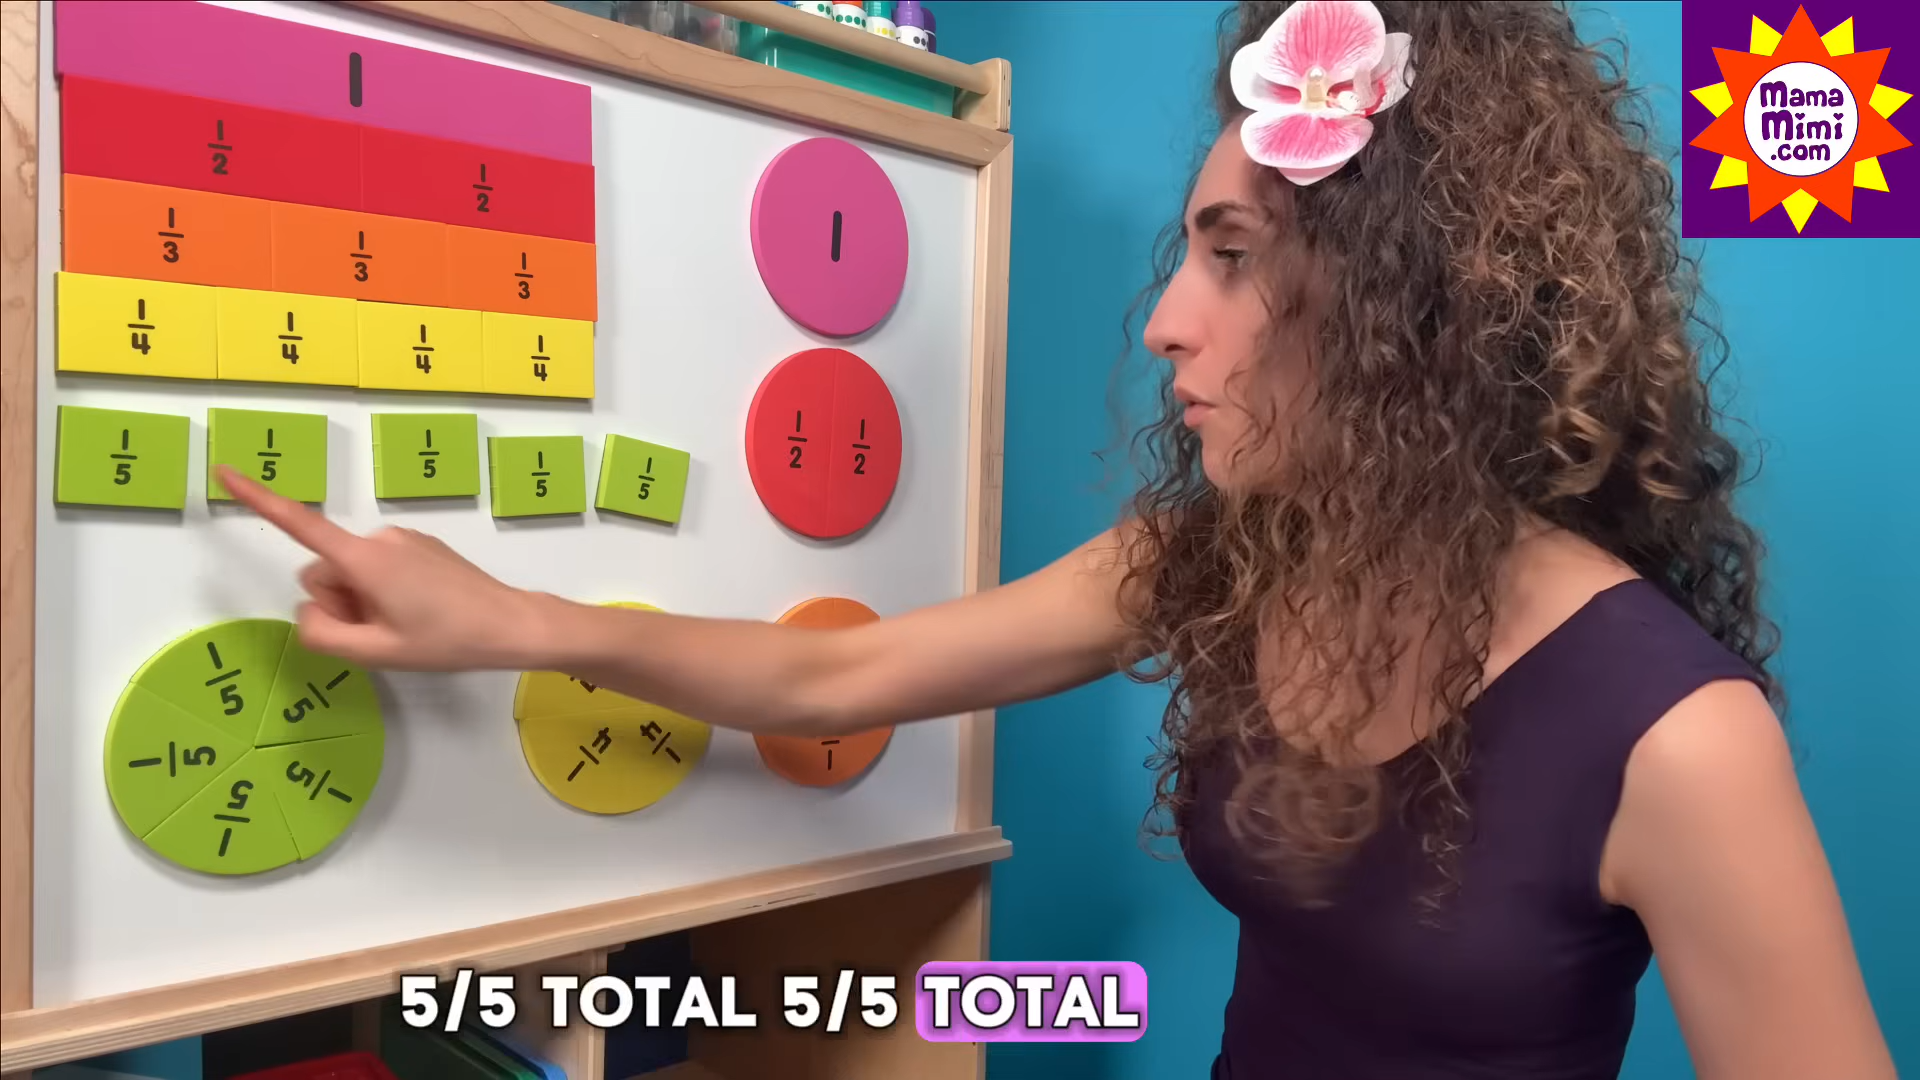 1
1/2 1/2
1/3 1/3 1/3
1/4 1/4 1/4 1/4
1/5 1/5 1/5 1/5 1/5
1
1/2 1/2
1/5 1/5 1/5 1/5 1/5
1/4 1/4
1
Mama
Mimi
.com
5/5 TOTAL 5/5 TOTAL